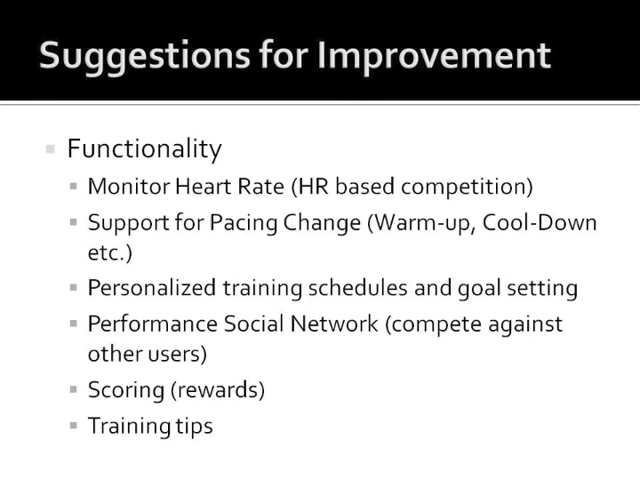 Suggestions for Improvement
Functionality
Monitor Heart Rate (HR based competition)
Support for Pacing Change (Warm-up, Cool-Down
etc.)
Personalized training schedules and goal setting
Performance Social Network (compete against
other users)
Scoring (rewards)
Training tips